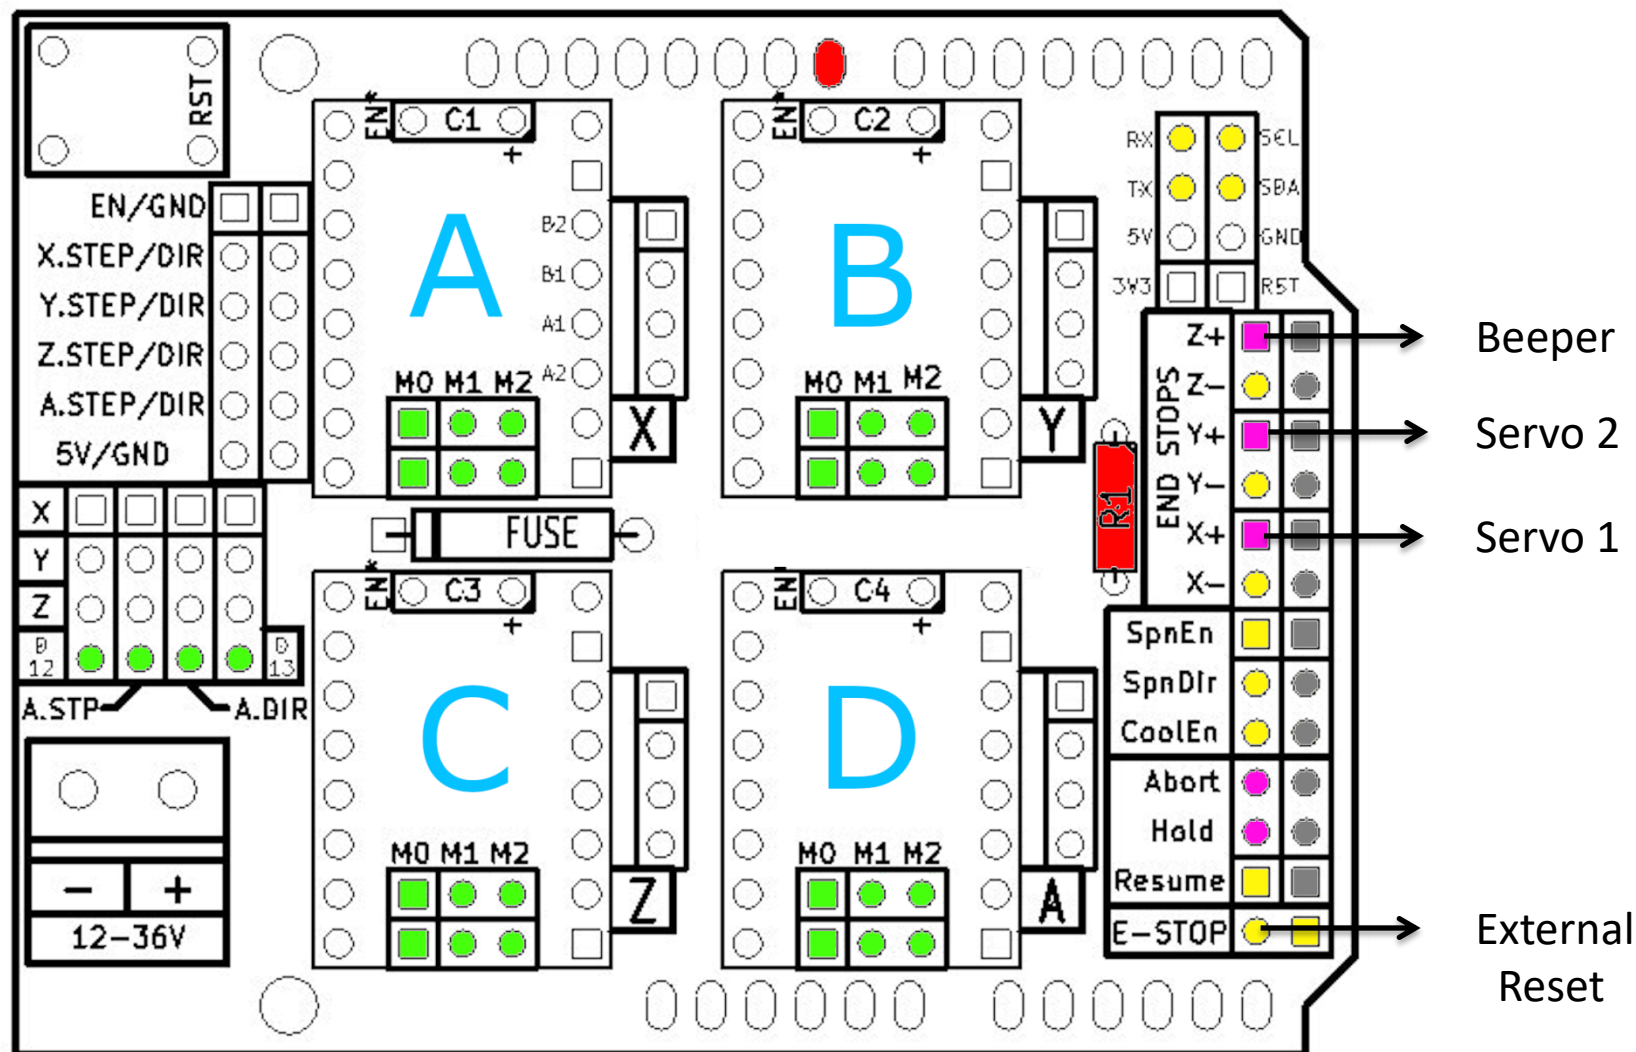 RST
EN*
C1
+
EN*
C2
+
RX
SCL
TX
SDA
5V
GND
3V3
RST
EN/GND
X.STEP/DIR
Y.STEP/DIR
Z.STEP/DIR
A.STEP/DIR
5V/GND
A
B2
B1
A1
A2
M0 M1 M2
X
B
M0 M1 M2
Y
END STOPS
Z+
Beeper
Z-
Y+
Servo 2
Y-
X+
Servo 1
X-
R1
FUSE
X
Y
Z
D
12
D
13
A.STP
A.DIR
EN*
C3
+
EN
C4
+
SpnEn
SpnDir
CoolEn
Abort
Hold
Resume
E-STOP
External
Reset
C
M0 M1 M2
Z
D
M0 M1 M2
A
- +
12-36V